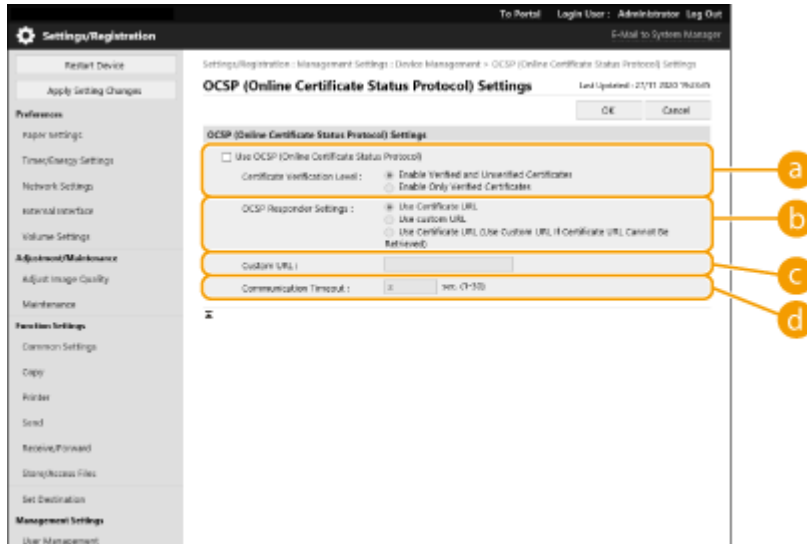 To Portal Login User : Administrator Log Out
Settings/Registration
E-Mail to System Manager
Restart Device
Apply Setting Changes
Preferences
Paper Settings
Timer/Energy Settings
Network Settings
External Interface
Volume Settings
Adjustment/Maintenance
Adjust Image Quality
Maintenance
Function Settings
Common Settings
Copy
Printer
Send
Receive/Forward
Store/Access Files
Set Destination
Management Settings
User Management
Settings/Registration : Management Settings : Device Management > OCSP (Online Certificate Status Protocol) Settings
OCSP (Online Certificate Status Protocol) Settings
Last Updated : 27/11 2020
OK Cancel
OCSP (Online Certificate Status Protocol) Settings
Use OCSP (Online Certificate Status Protocol)
Certificate Verification Level : Enable Verified and Unverified Certificates
Enable Only Verified Certificates
OCSP Responder Settings : Use Certificate URL
Use custom URL
Use Certificate URL (Use Custom URL If Certificate URL Cannot Be
Retrieved)
Custom URL :
Communication Timeout : sec. (1-30)
a
b
c
d